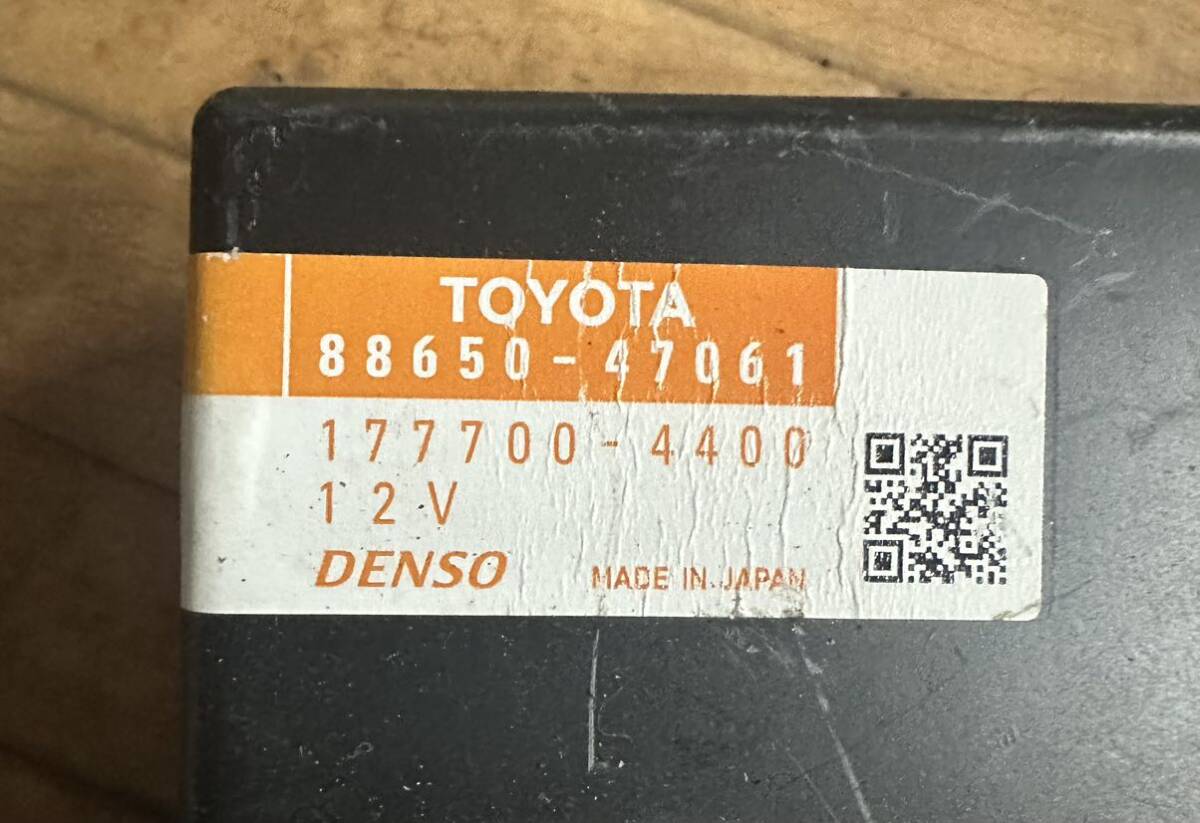 TOYOTA
88650-47061
177700-4400
12V
DENSO
MADE IN JAPAN